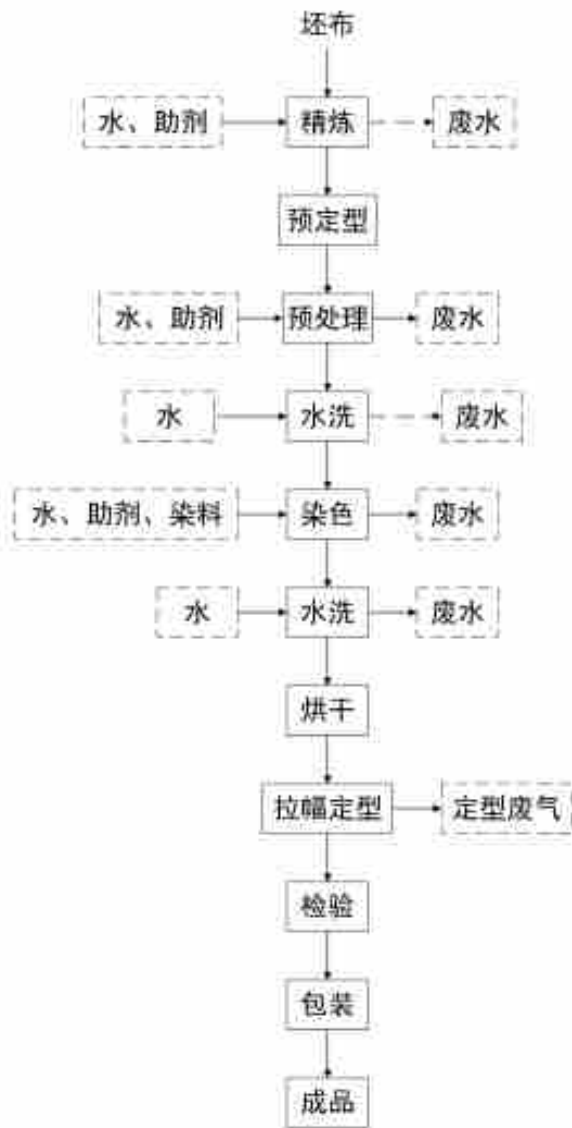 坯布
水、助剂 精炼 废水
预定型
水、助剂 预处理 废水
水 水洗 废水
水、助剂、染料 染色 废水
水 水洗 废水
烘干
拉幅定型 定型废气
检验
包装
成品